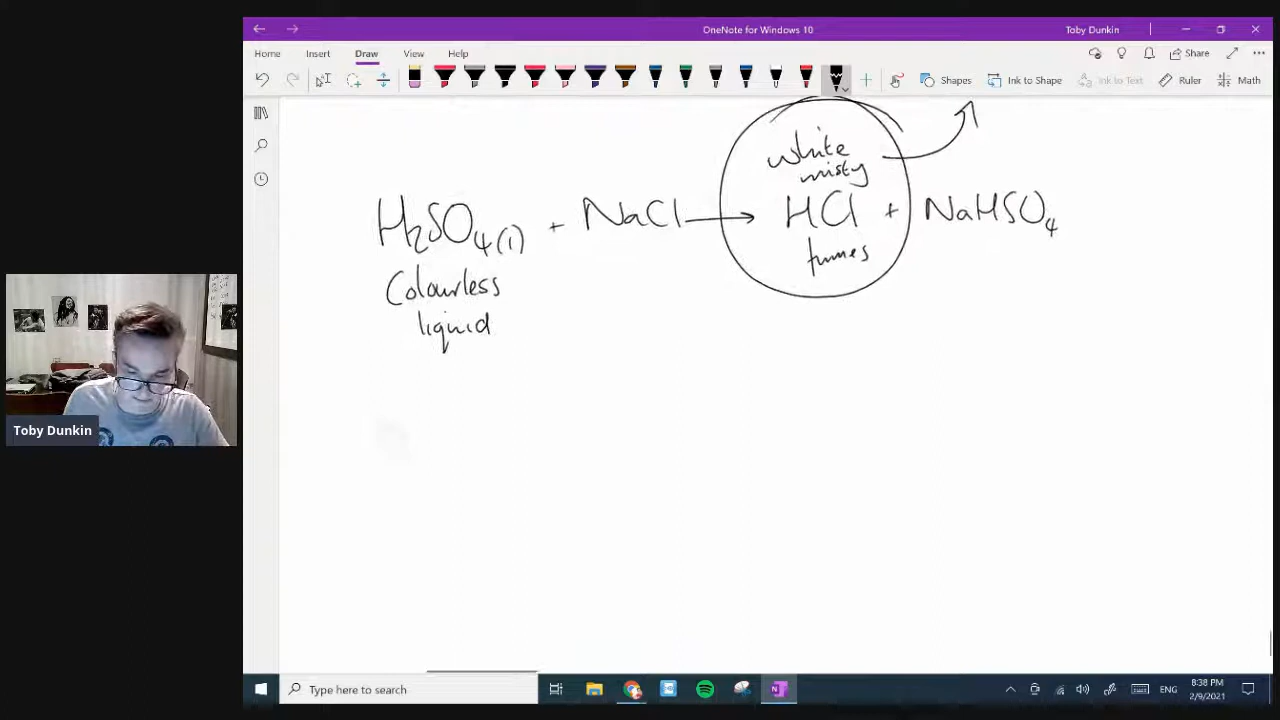 OneNote for Windows 10
Toby Dunkin
Home Insert Draw View Help
Share
Shapes Ink to Shape Ink to Text Ruler Math
white
misty
H₂SO₄(l) + NaCl → HCl + NaHSO₄
fumes
Colourless
liquid
Toby Dunkin
Type here to search
ENG
8:38 PM
2/9/2021